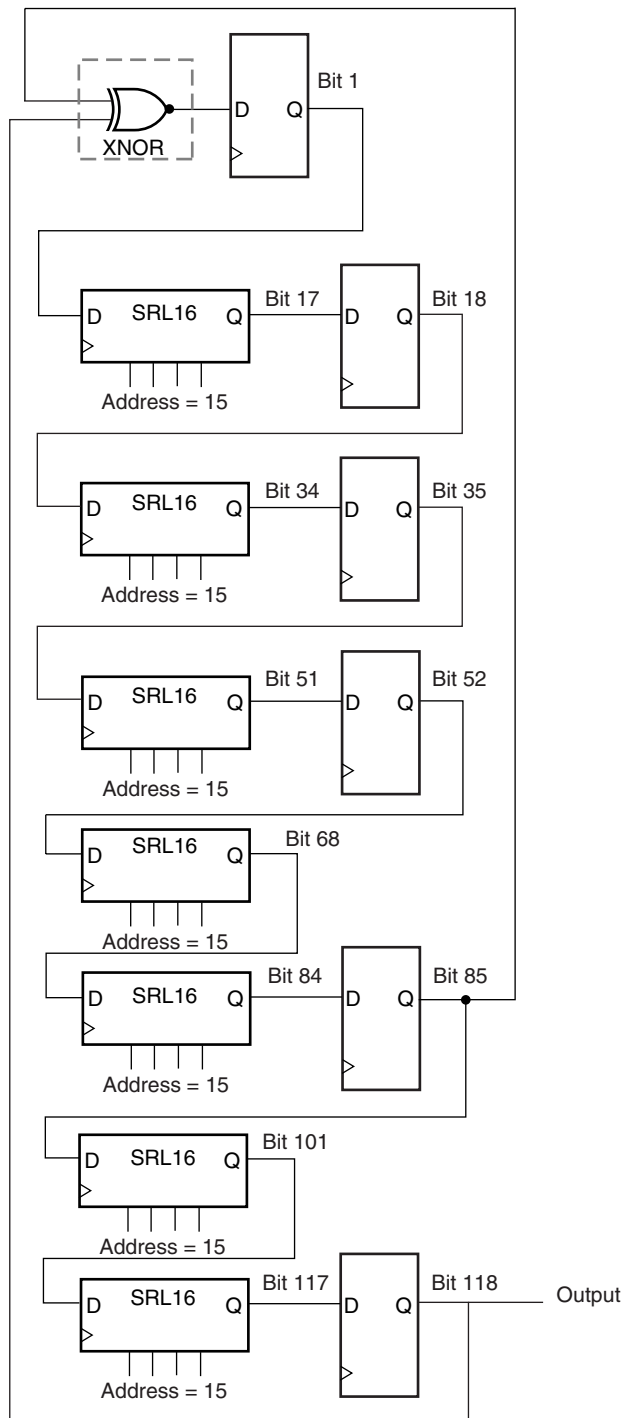 Bit 1
D Q
XNOR
D SRL16 Q Bit 17 D Q Bit 18
Address = 15
D SRL16 Q Bit 34 D Q Bit 35
Address = 15
D SRL16 Q Bit 51 D Q Bit 52
Address = 15
D SRL16 Q Bit 68
Address = 15
D SRL16 Q Bit 84 D Q Bit 85
Address = 15
D SRL16 Q Bit 101
Address = 15
D SRL16 Q Bit 117 D Q Bit 118 Output
Address = 15